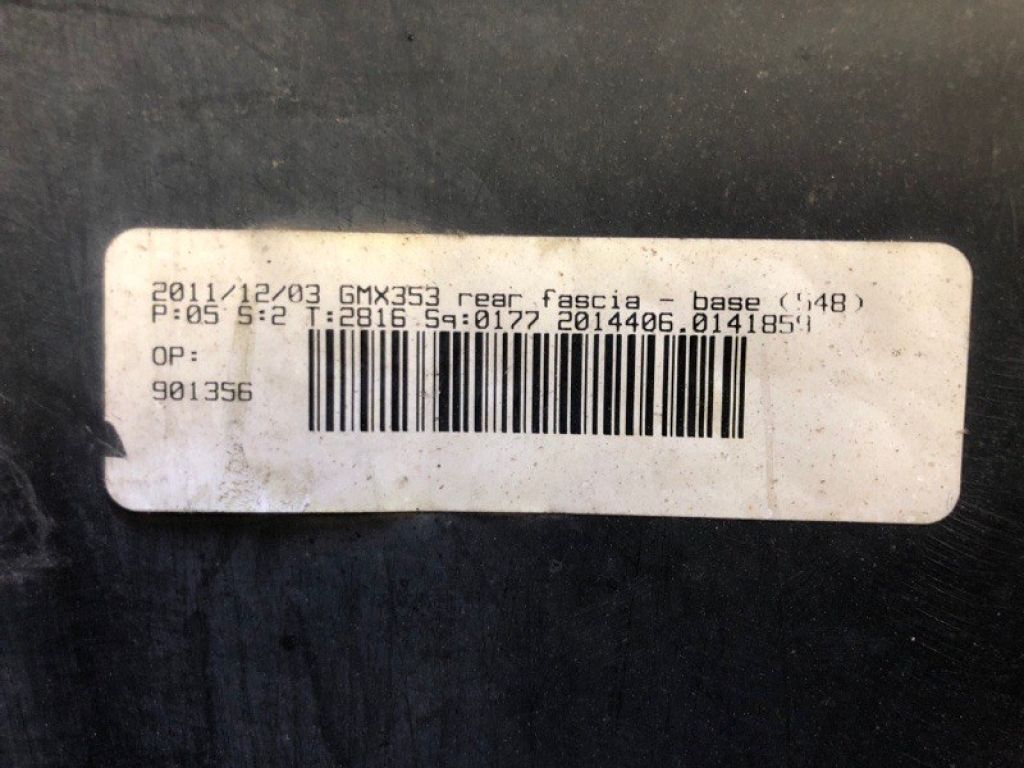 2011/12/03 GMX353 rear fascia - base (548)
P:05 S:2 T:2816 Sq:0177 2014406.0141859
OP:
901356